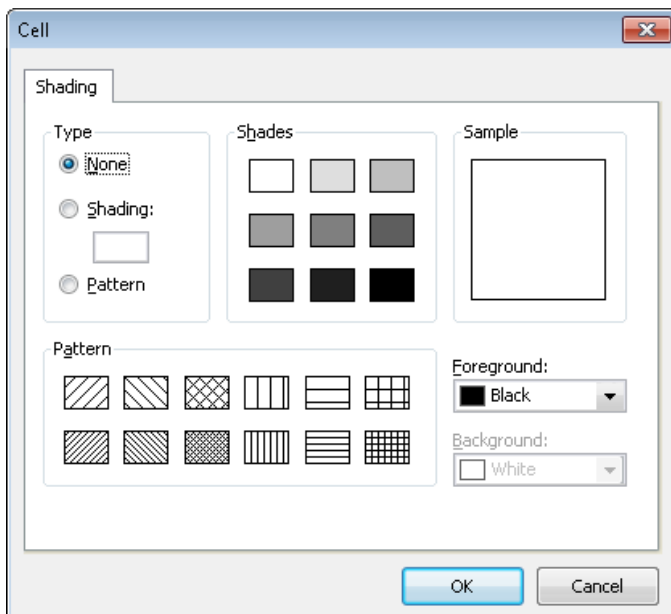 Cell
Shading
Type
None
Shading:
Pattern
Shades
Sample
Pattern
Foreground:
Black
Background:
White
OK
Cancel